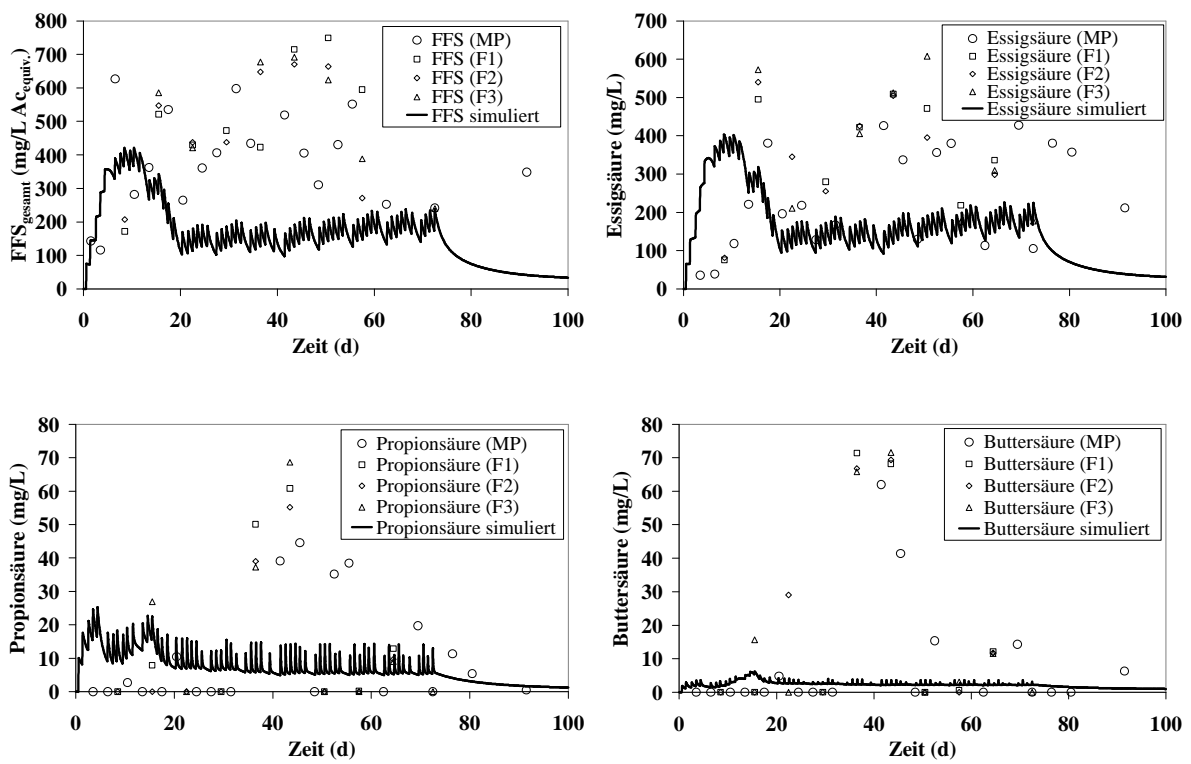 800
700
600
500
400
300
200
100
0
FFS_gesamt (mg/L Ac_equiv.)
FFS (MP)
FFS (F1)
FFS (F2)
FFS (F3)
FFS simuliert
0 20 40 60 80 100
Zeit (d)
700
600
500
400
300
200
100
0
Essigsäure (mg/L)
Essigsäure (MP)
Essigsäure (F1)
Essigsäure (F2)
Essigsäure (F3)
Essigsäure simuliert
0 20 40 60 80 100
Zeit (d)
80
70
60
50
40
30
20
10
0
Propionsäure (mg/L)
Propionsäure (MP)
Propionsäure (F1)
Propionsäure (F2)
Propionsäure (F3)
Propionsäure simuliert
0 20 40 60 80 100
Zeit (d)
80
70
60
50
40
30
20
10
0
Buttersäure (mg/L)
Buttersäure (MP)
Buttersäure (F1)
Buttersäure (F2)
Buttersäure (F3)
Buttersäure simuliert
0 20 40 60 80 100
Zeit (d)